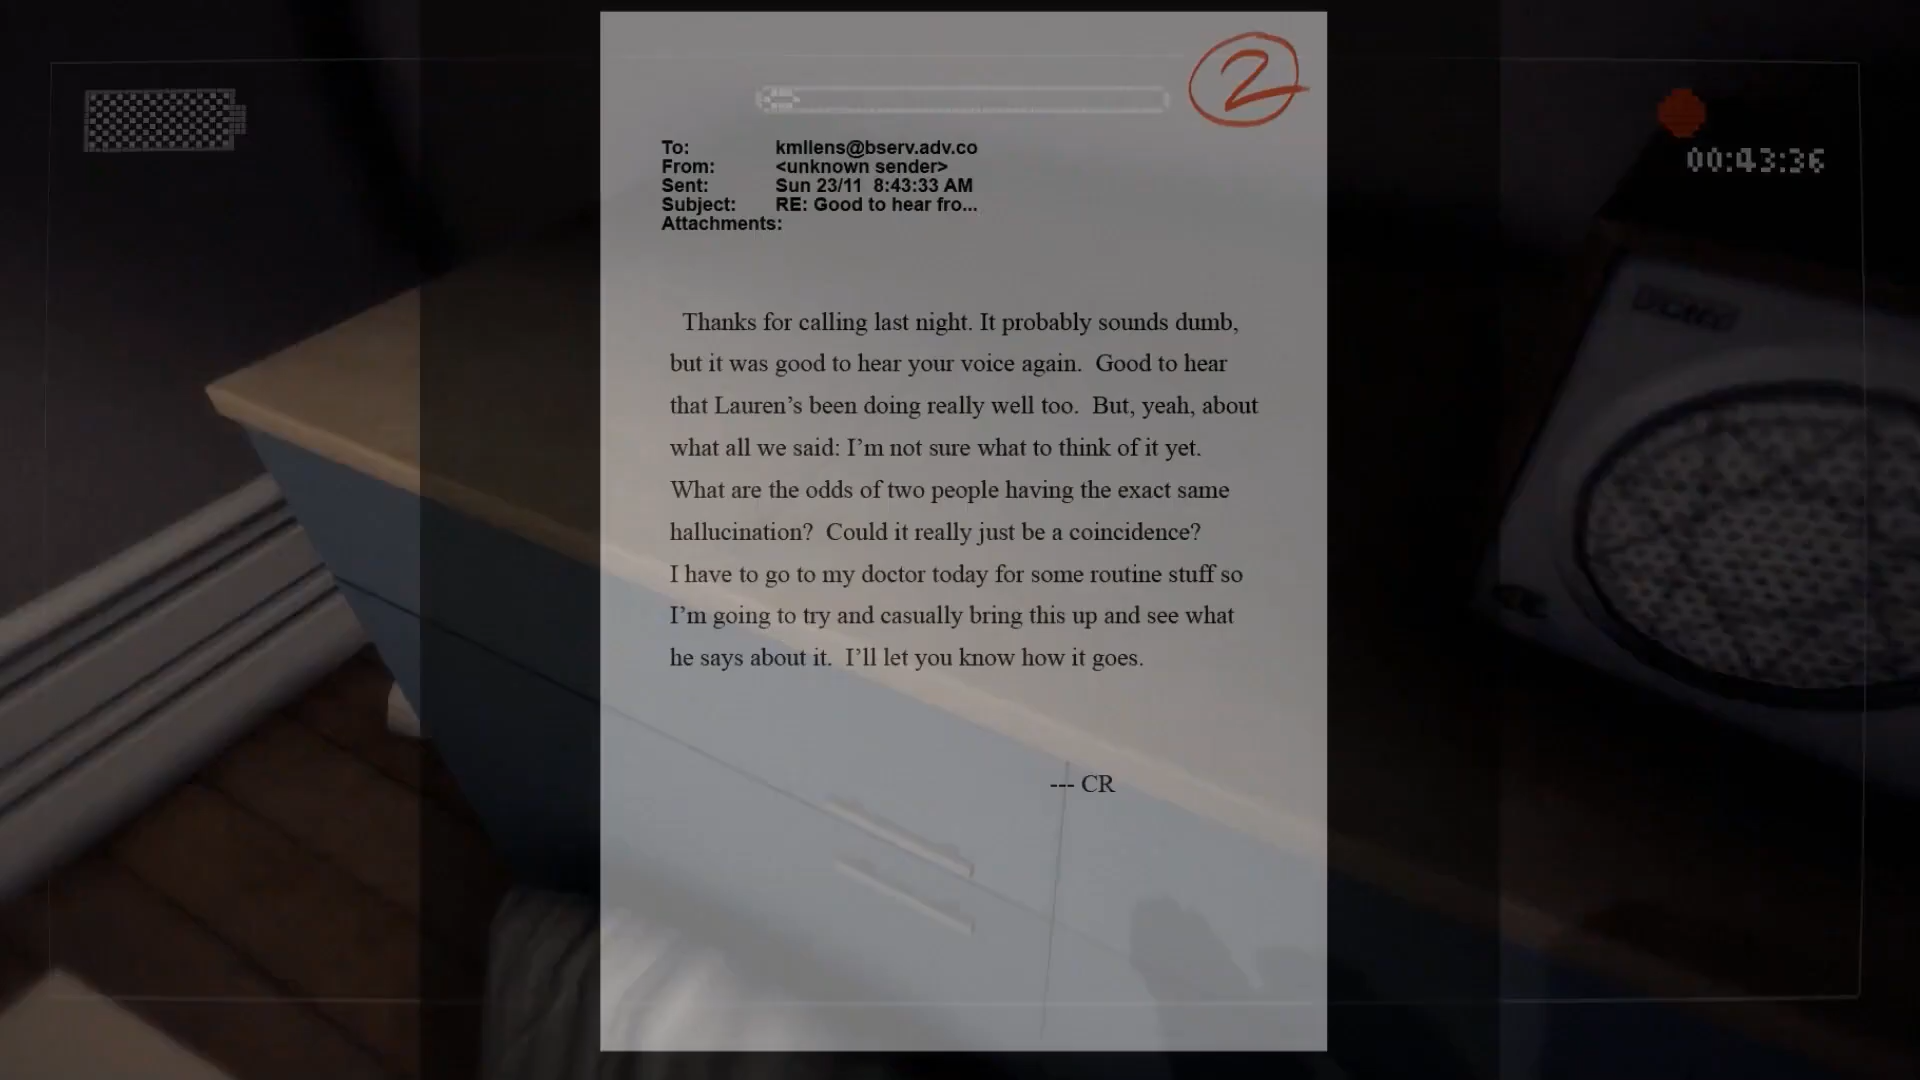 2
00:43:36
To: kmllens@bserv.adv.co
From: <unknown sender>
Sent: Sun 23/11 8:43:33 AM
Subject: RE: Good to hear fro...
Attachments:
Thanks for calling last night. It probably sounds dumb,
but it was good to hear your voice again. Good to hear
that Lauren’s been doing really well too. But, yeah, about
what all we said: I’m not sure what to think of it yet.
What are the odds of two people having the exact same
hallucination? Could it really just be a coincidence?
I have to go to my doctor today for some routine stuff so
I’m going to try and casually bring this up and see what
he says about it. I’ll let you know how it goes.
--- CR